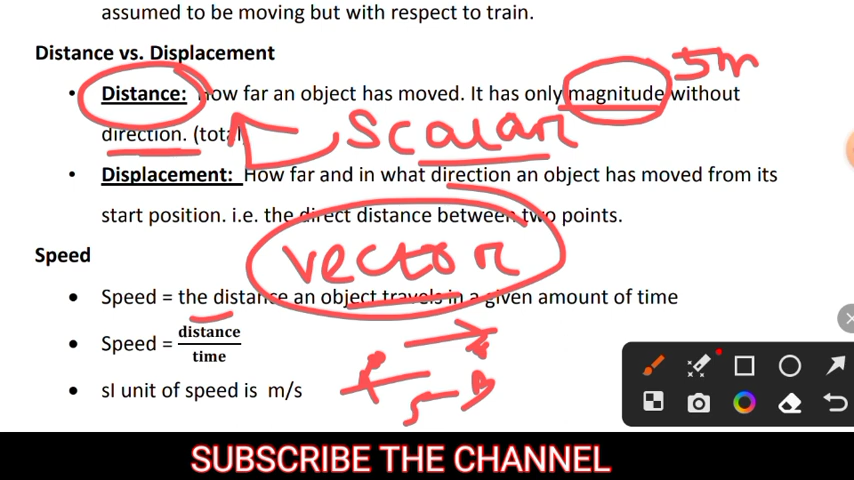 assumed to be moving but with respect to train.
Distance vs. Displacement
5m
• Distance: How far an object has moved. It has only magnitude without
direction. (total
scalar
• Displacement: How far and in what direction an object has moved from its
start position. i.e. the direct distance between two points.
vector
Speed
• Speed = the distance an object travels in a given amount of time
• Speed = distance/time
• sI unit of speed is m/s
A
5 B
SUBSCRIBE THE CHANNEL